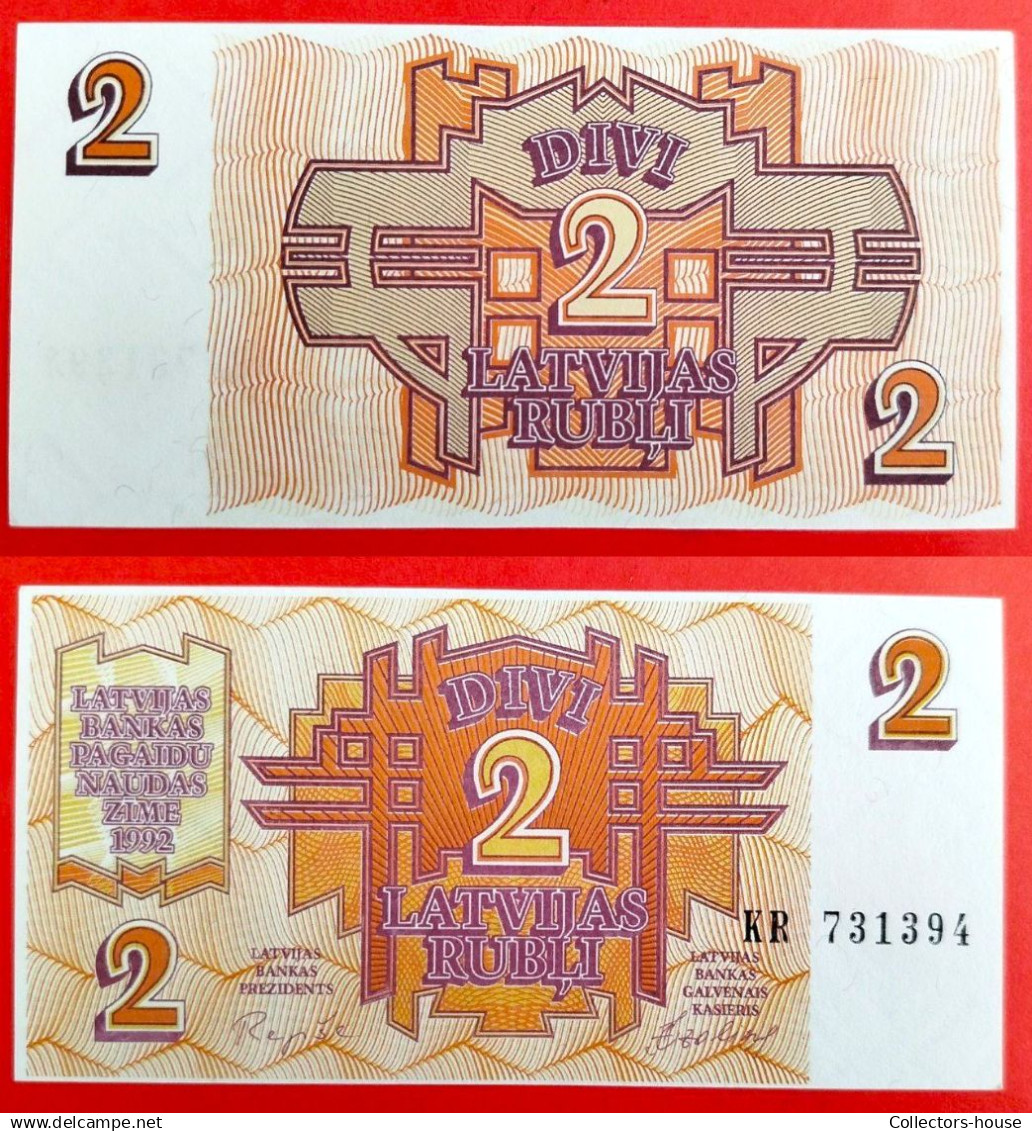 2
DIVI
2
LATVIJAS
RUBĻI
2
LATVIJAS
BANKAS
PAGAIDU
NAUDAS
ZIME
1992
DIVI
2
LATVIJAS
RUBĻI
2
2
KR 731394
LATVIJAS
BANKAS
PREZIDENTS
LATVIJAS
BANKAS
GALVENAIS
KASIERIS
www.delcampe.net
Collectors-house